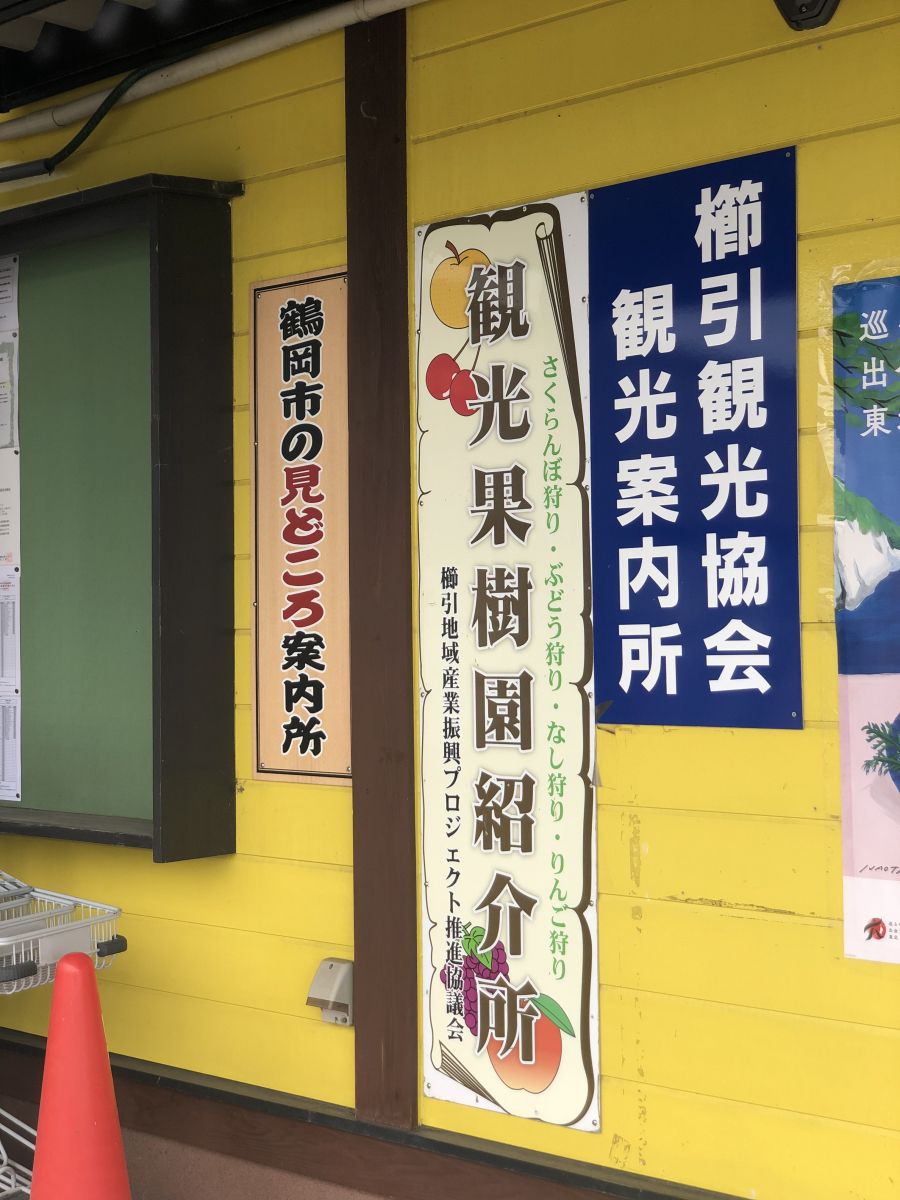 櫛引観光協会
観光案内所
さくらんぼ狩り・ぶどう狩り・なし狩り・りんご狩り
観光果樹園紹介所
櫛引地域産業振興プロジェクト推進協議会
鶴岡市の見どころ案内所
巡
出
東